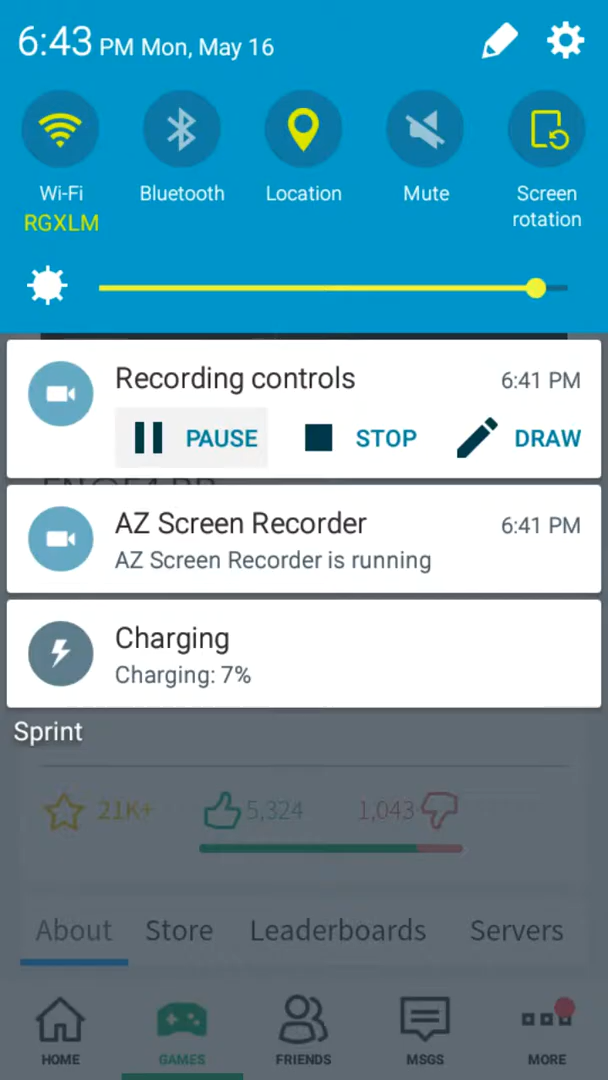 6:43 PM Mon, May 16
Wi-Fi
RGXLM
Bluetooth
Location
Mute
Screen
rotation
Recording controls
6:41 PM
PAUSE
STOP
DRAW
AZ Screen Recorder
6:41 PM
AZ Screen Recorder is running
Charging
Charging: 7%
Sprint
21K+
5,324
1,043
About
Store
Leaderboards
Servers
HOME
GAMES
FRIENDS
MSGS
MORE